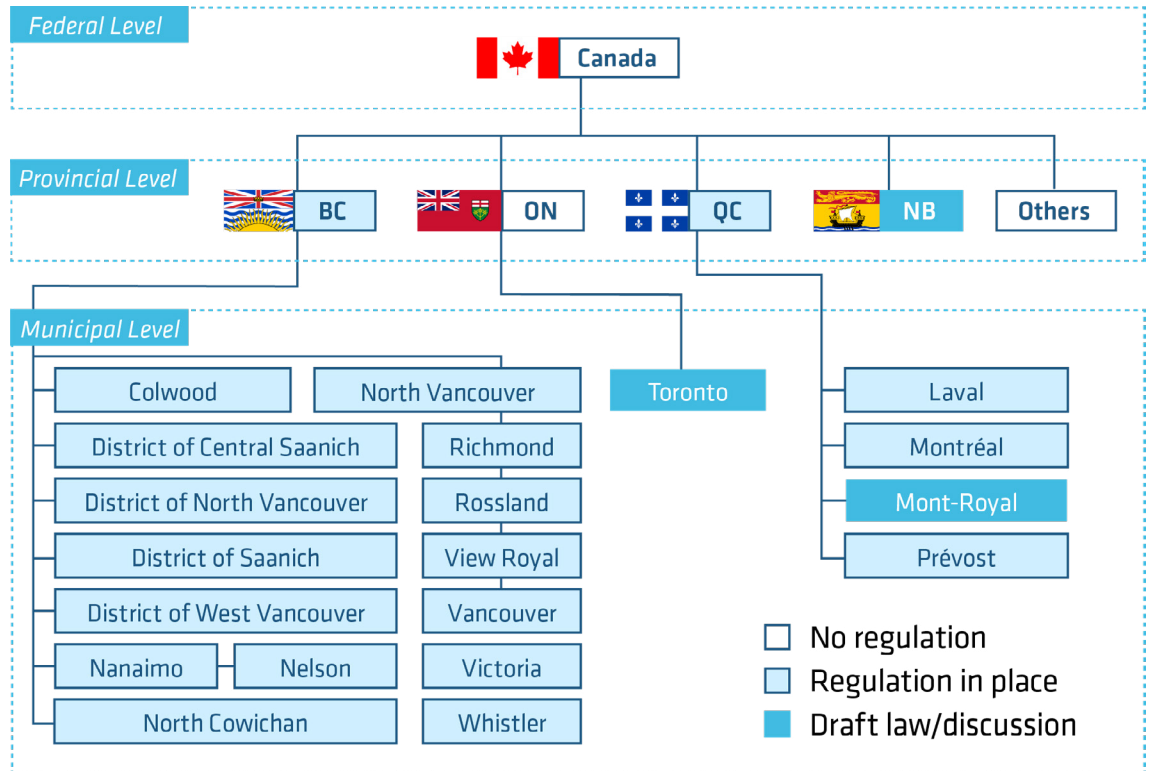 Federal Level
Canada
Provincial Level
BC
ON
QC
NB
Others
Municipal Level
Colwood
North Vancouver
Toronto
Laval
District of Central Saanich
Richmond
Montréal
District of North Vancouver
Rossland
Mont-Royal
District of Saanich
View Royal
Prévost
District of West Vancouver
Vancouver
Nanaimo
Nelson
Victoria
North Cowichan
Whistler
No regulation
Regulation in place
Draft law/discussion